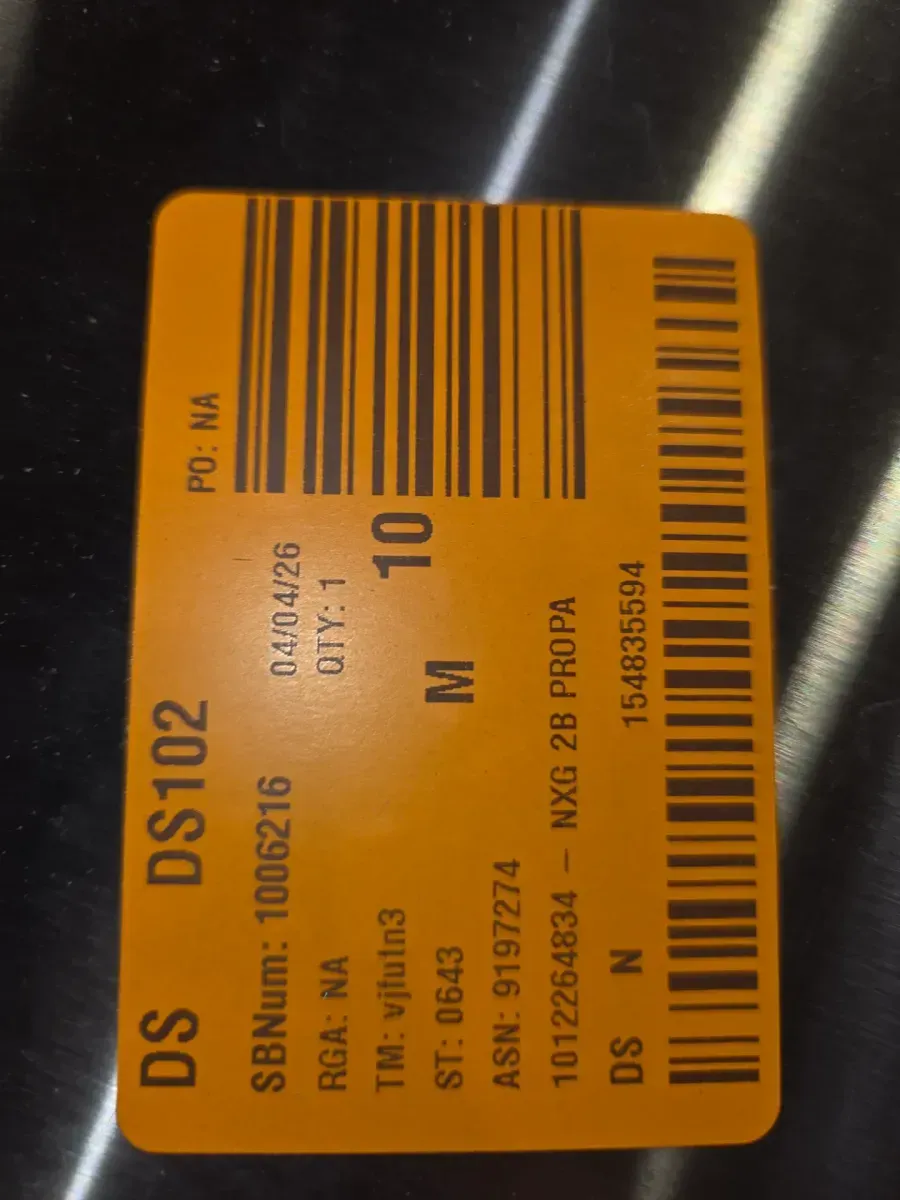 DS DS102 PO: NA
SBNum: 1006216 04/04/26
RGA: NA QTY: 1
TM: vjfu1n3 10
ST: 0643 M
ASN: 9197274
1012264834 – NXG 2B PROPA
DS N 154835594